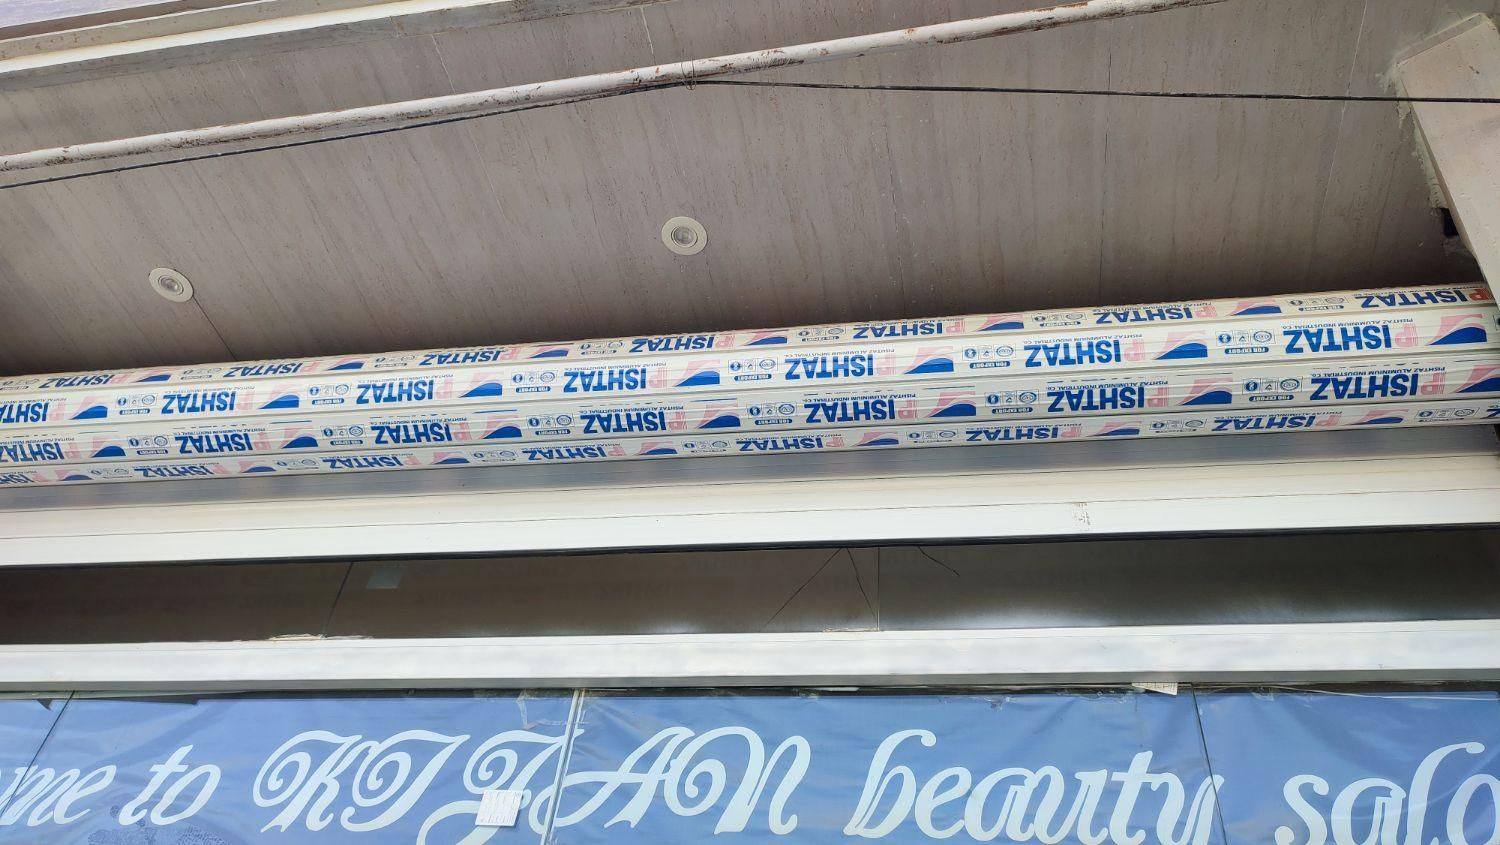 PISHTAZ
PISHTAZ ALUMINIUM INDUSTRIAL Co.
FOR EXPORT
me to KIJAN beauty salo